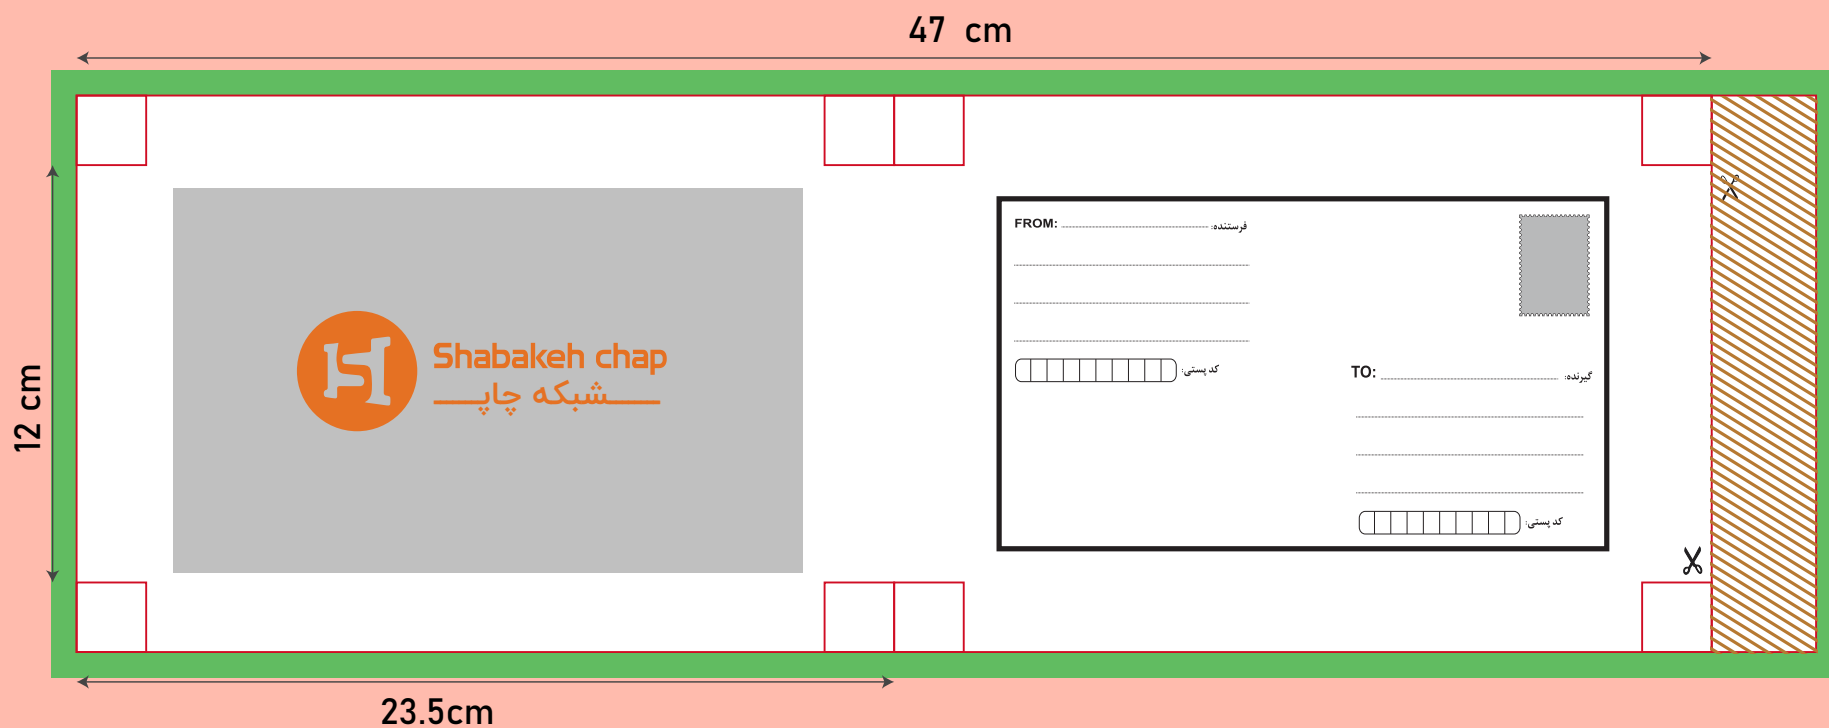 47 cm
12 cm
Shabakeh chap
شبکه چاپ
FROM: فرستنده:
کد پستی:
TO: گیرنده:
کد پستی:
23.5cm